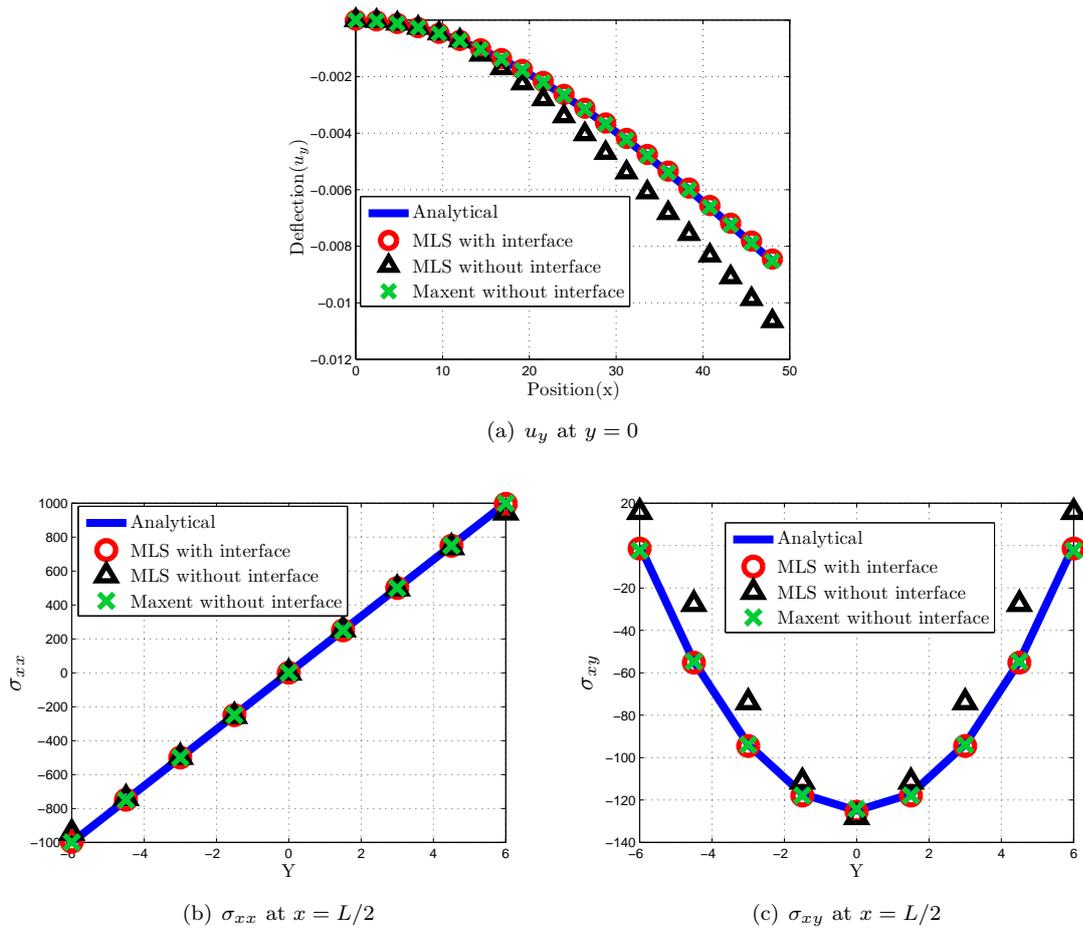 −0.002
−0.004
−0.006
−0.008
−0.01
−0.012
Deflection(u_y)
Analytical
MLS with interface
MLS without interface
Maxent without interface
0 10 20 30 40 50
Position(x)
(a) u_y at y = 0
1000
800
600
400
200
0
−200
−400
−600
−800
−100
σ_xx
Analytical
MLS with interface
MLS without interface
Maxent without interface
−6 −4 −2 0 2 4 6
Y
(b) σ_xx at x = L/2
20
−20
−40
−60
−80
−100
−120
−140
σ_xy
Analytical
MLS with interface
MLS without interface
Maxent without interface
−6 −4 −2 0 2 4 6
Y
(c) σ_xy at x = L/2